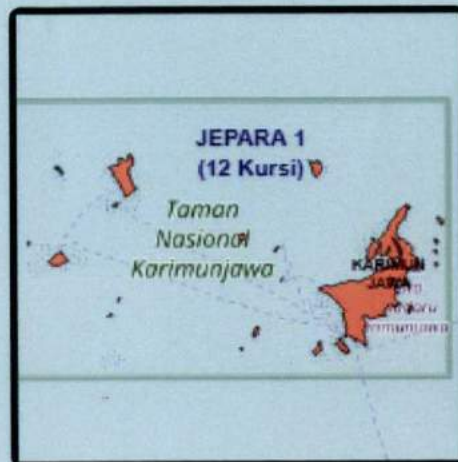 JEPARA 1
(12 Kursi)
Taman
Nasional
Karimunjawa
KARIMUN
JAWA